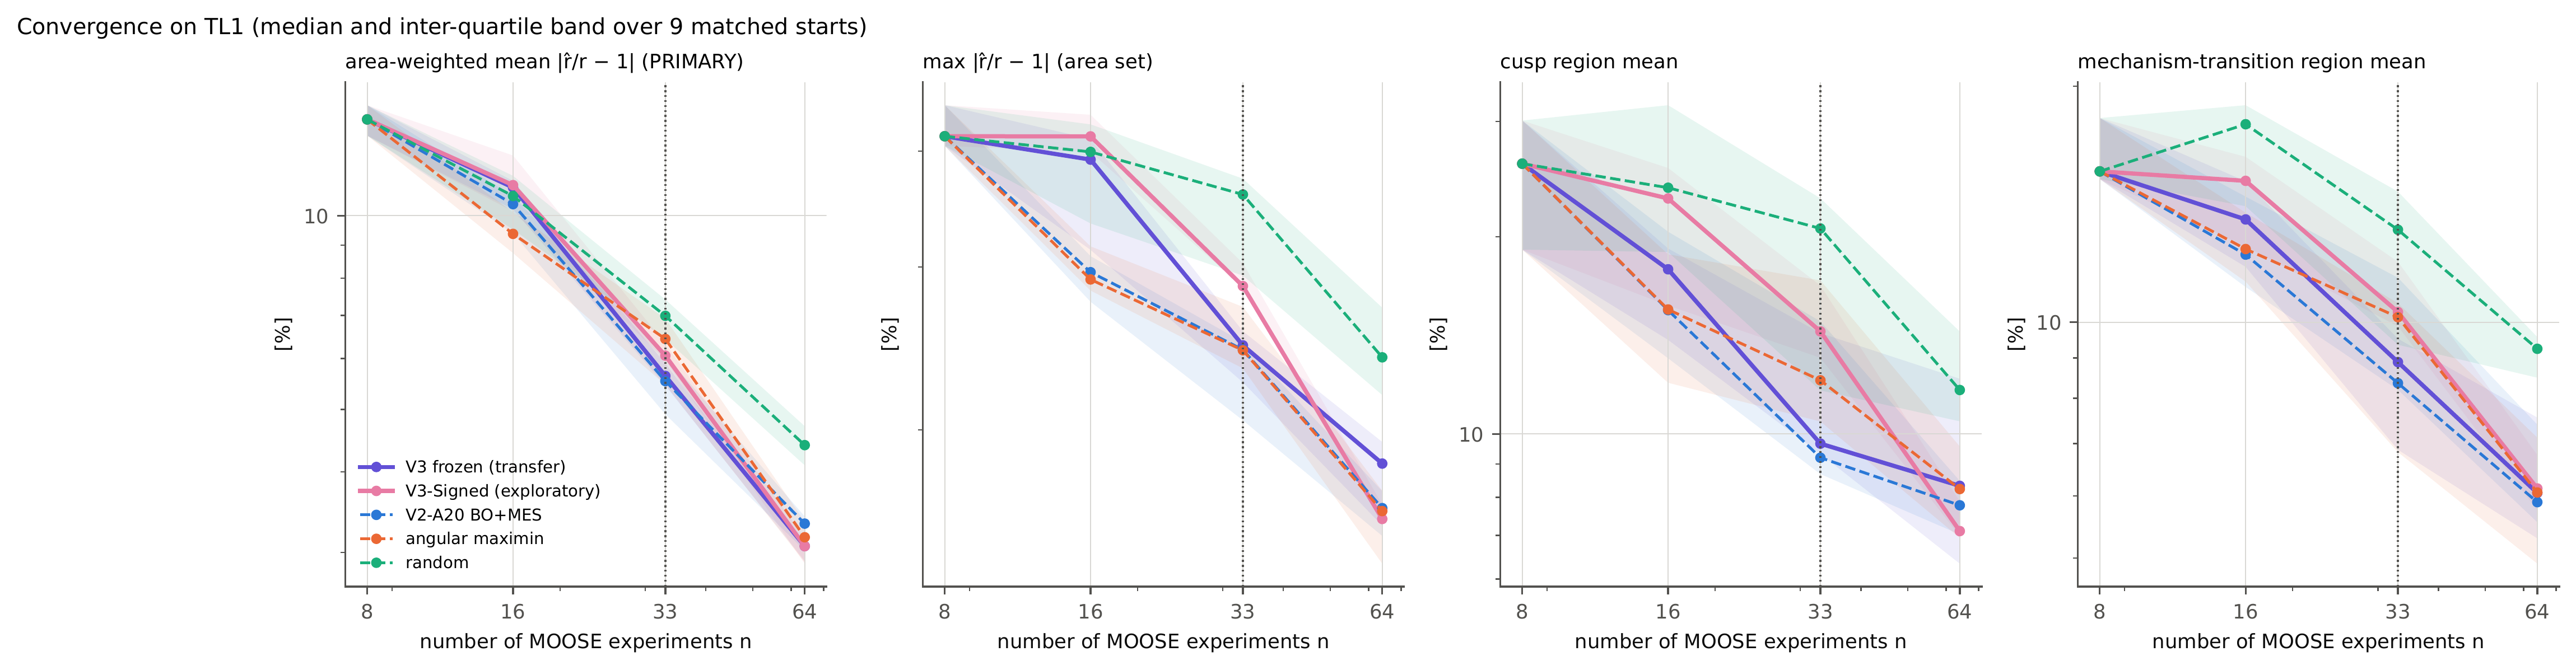 Convergence on TL1 (median and inter-quartile band over 9 matched starts)
area-weighted mean |r̂/r − 1| (PRIMARY)
10
[%]
V3 frozen (transfer)
V3-Signed (exploratory)
V2-A20 BO+MES
angular maximin
random
8 16 33 64
number of MOOSE experiments n
max |r̂/r − 1| (area set)
[%]
8 16 33 64
number of MOOSE experiments n
cusp region mean
10
[%]
8 16 33 64
number of MOOSE experiments n
mechanism-transition region mean
10
[%]
8 16 33 64
number of MOOSE experiments n